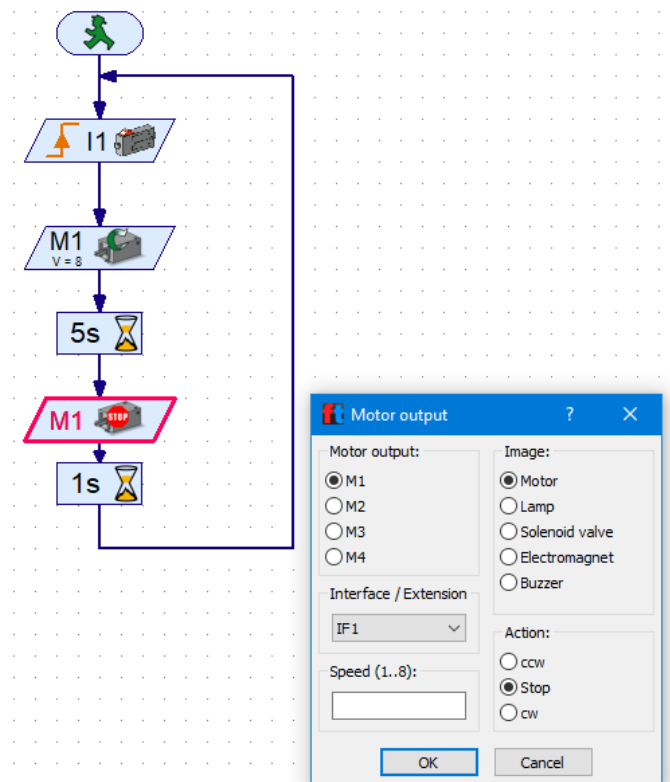 I1
M1
V = 8
5s
M1 STOP
1s
ft Motor output ? ×
Motor output:
M1
M2
M3
M4
Interface / Extension
IF1
Speed (1..8):
Image:
Motor
Lamp
Solenoid valve
Electromagnet
Buzzer
Action:
ccw
Stop
cw
OK Cancel